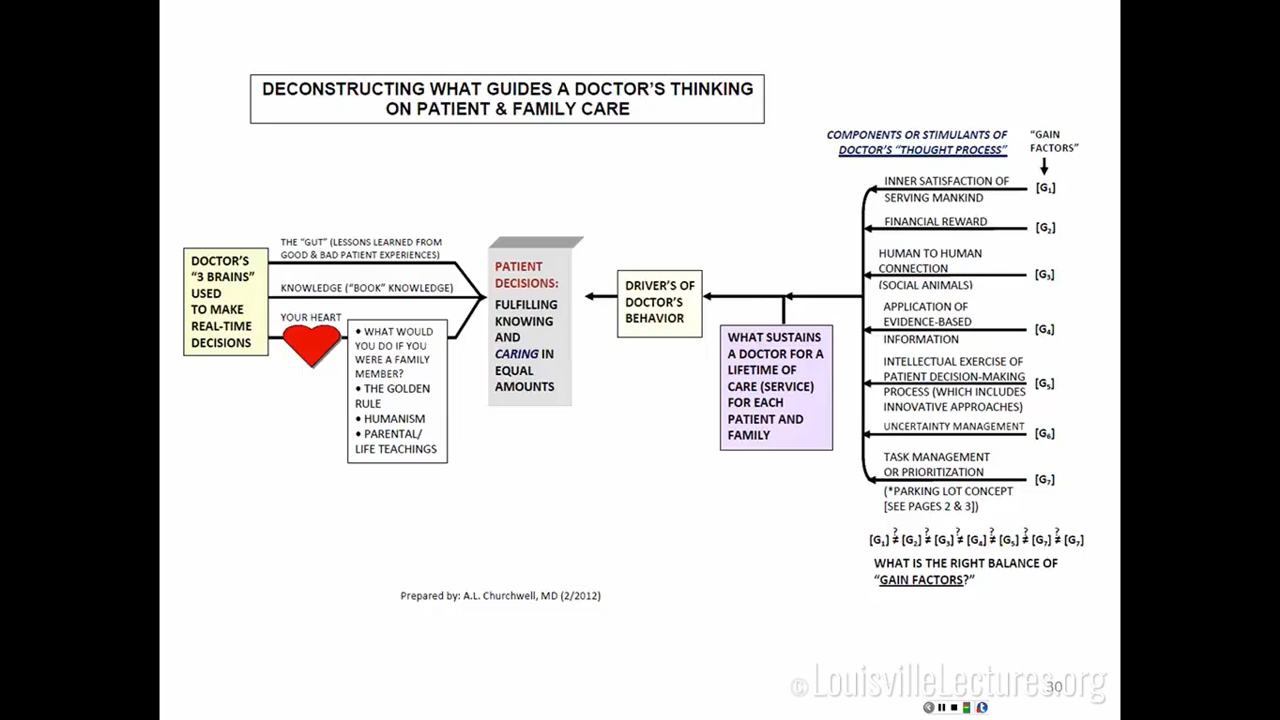 DECONSTRUCTING WHAT GUIDES A DOCTOR'S THINKING
ON PATIENT & FAMILY CARE
COMPONENTS OR STIMULANTS OF
DOCTOR'S "THOUGHT PROCESS"
"GAIN
FACTORS"
INNER SATISFACTION OF
SERVING MANKIND
[G₁]
FINANCIAL REWARD
[G₂]
HUMAN TO HUMAN
CONNECTION
(SOCIAL ANIMALS)
[G₃]
APPLICATION OF
EVIDENCE-BASED
INFORMATION
[G₄]
INTELLECTUAL EXERCISE OF
PATIENT DECISION-MAKING
PROCESS (WHICH INCLUDES
INNOVATIVE APPROACHES)
[G₅]
UNCERTAINTY MANAGEMENT
[G₆]
TASK MANAGEMENT
OR PRIORITIZATION
(*PARKING LOT CONCEPT
[SEE PAGES 2 & 3])
[G₇]
DOCTOR'S
"3 BRAINS"
USED
TO MAKE
REAL-TIME
DECISIONS
THE "GUT" (LESSONS LEARNED FROM
GOOD & BAD PATIENT EXPERIENCES)
KNOWLEDGE ("BOOK" KNOWLEDGE)
YOUR HEART
• WHAT WOULD
YOU DO IF YOU
WERE A FAMILY
MEMBER?
• THE GOLDEN
RULE
• HUMANISM
• PARENTAL/
LIFE TEACHINGS
PATIENT
DECISIONS:
FULFILLING
KNOWING
AND
CARING IN
EQUAL
AMOUNTS
DRIVER'S OF
DOCTOR'S
BEHAVIOR
WHAT SUSTAINS
A DOCTOR FOR A
LIFETIME OF
CARE (SERVICE)
FOR EACH
PATIENT AND
FAMILY
? ? ? ? ? ?
[G₁] ≠ [G₂] ≠ [G₃] ≠ [G₄] ≠ [G₅] ≠ [G₇] ≠ [G₇]
WHAT IS THE RIGHT BALANCE OF
"GAIN FACTORS?"
Prepared by: A.L. Churchwell, MD (2/2012)
©LouisvilleLectures.org
30